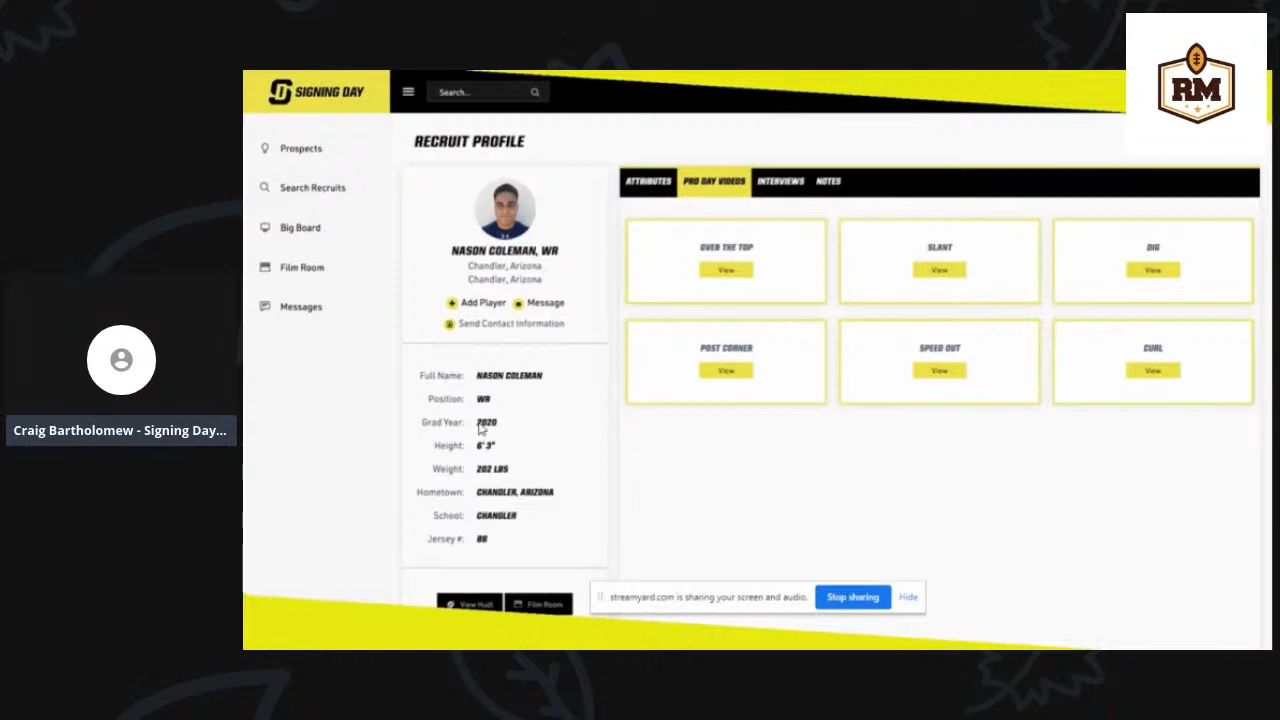 SIGNING DAY
Search...
RM
Prospects
Search Recruits
Big Board
Film Room
Messages
RECRUIT PROFILE
NASON COLEMAN, WR
Chandler, Arizona
Chandler, Arizona
Add Player
Message
Send Contact Information
Full Name: NASON COLEMAN
Position: WR
Grad Year: 2020
Height: 6' 3"
Weight: 202 LBS
Hometown: CHANDLER, ARIZONA
School: CHANDLER
Jersey #: 88
View Hudl
Film Room
ATTRIBUTES
PRO DAY VIDEOS
INTERVIEWS
NOTES
OVER THE TOP
View
SLANT
View
DIG
View
POST CORNER
View
SPEED OUT
View
CURL
View
streamyard.com is sharing your screen and audio.
Stop sharing
Hide
Craig Bartholomew - Signing Day...